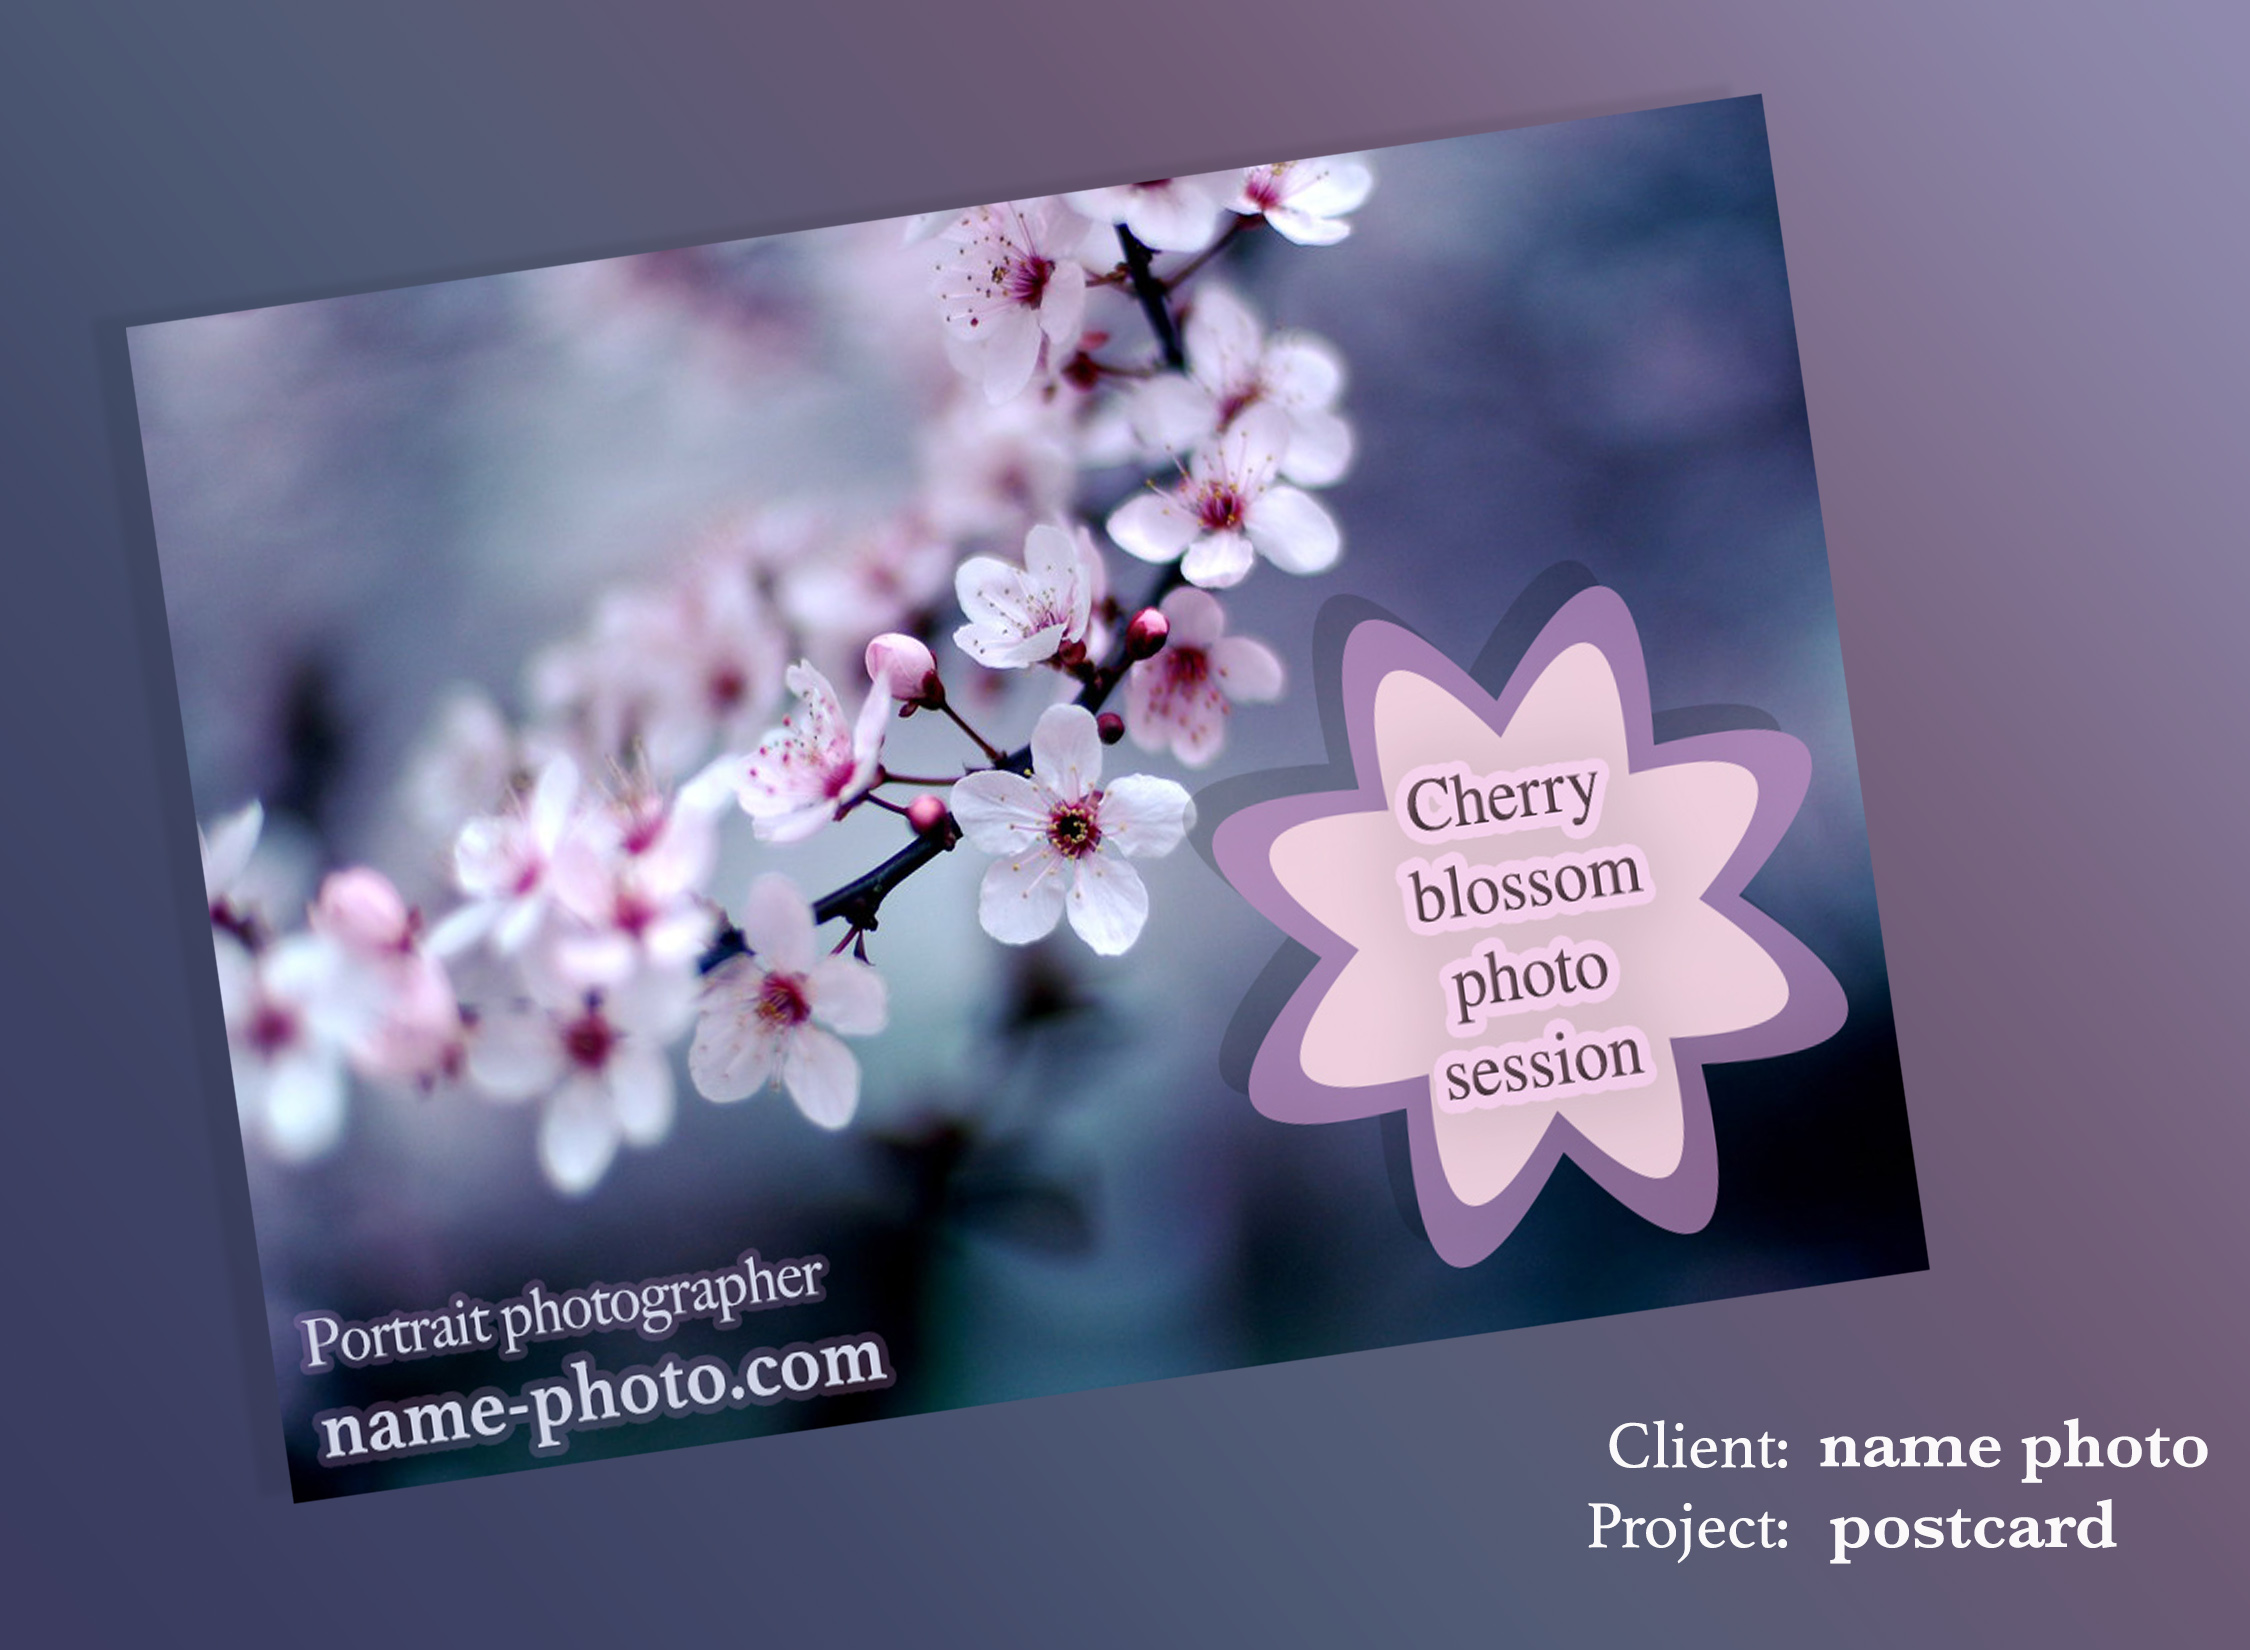 Cherry
blossom
photo
session
Portrait photographer
name-photo.com
Client: name photo
Project: postcard